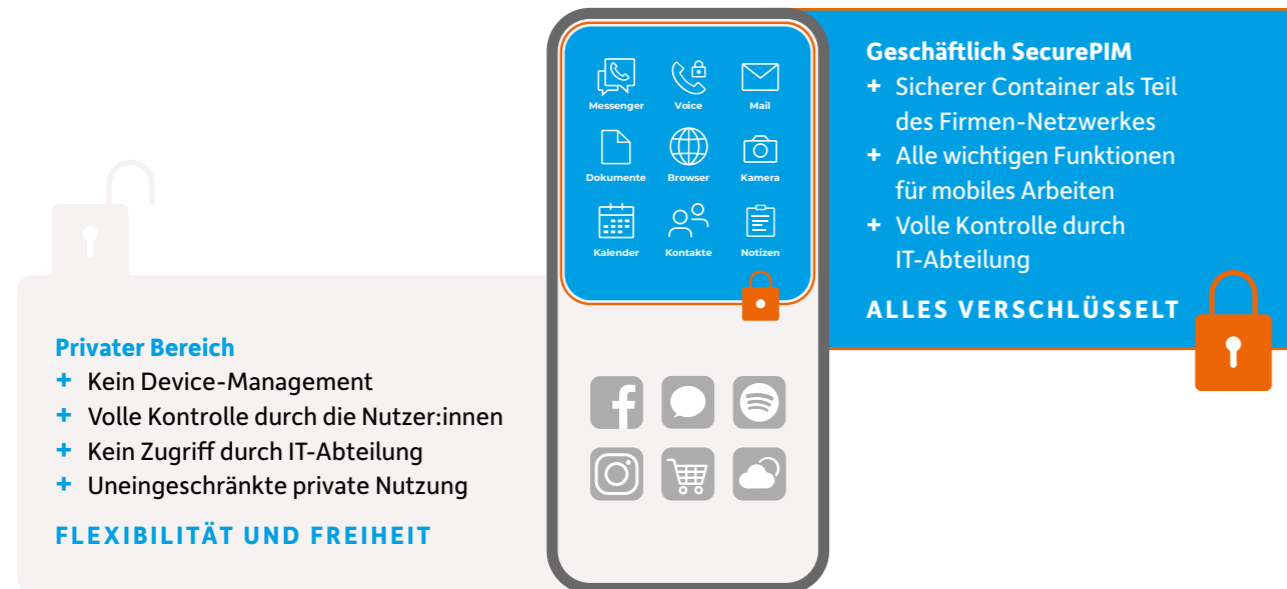 Geschäftlich SecurePIM
+ Sicherer Container als Teil
des Firmen-Netzwerkes
+ Alle wichtigen Funktionen
für mobiles Arbeiten
+ Volle Kontrolle durch
IT-Abteilung
ALLES VERSCHLÜSSELT
Messenger Voice Mail
Dokumente Browser Kamera
Kalender Kontakte Notizen
Privater Bereich
+ Kein Device-Management
+ Volle Kontrolle durch die Nutzer:innen
+ Kein Zugriff durch IT-Abteilung
+ Uneingeschränkte private Nutzung
FLEXIBILITÄT UND FREIHEIT